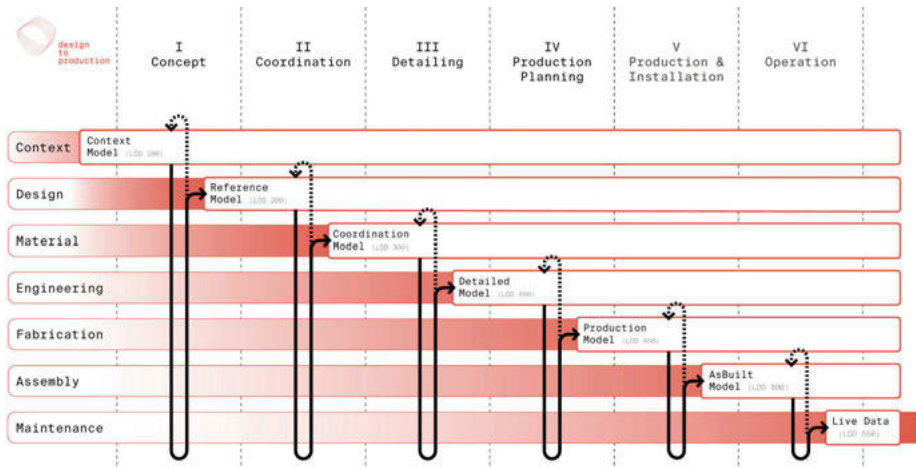 design
to
production
I
Concept
II
Coordination
III
Detailing
IV
Production
Planning
V
Production &
Installation
VI
Operation
Context
Context
Model (LOD 100)
Design
Reference
Model (LOD 200)
Material
Coordination
Model (LOD 300)
Engineering
Detailed
Model (LOD 400)
Fabrication
Production
Model (LOD 450)
Assembly
AsBuilt
Model (LOD 500)
Maintenance
Live Data